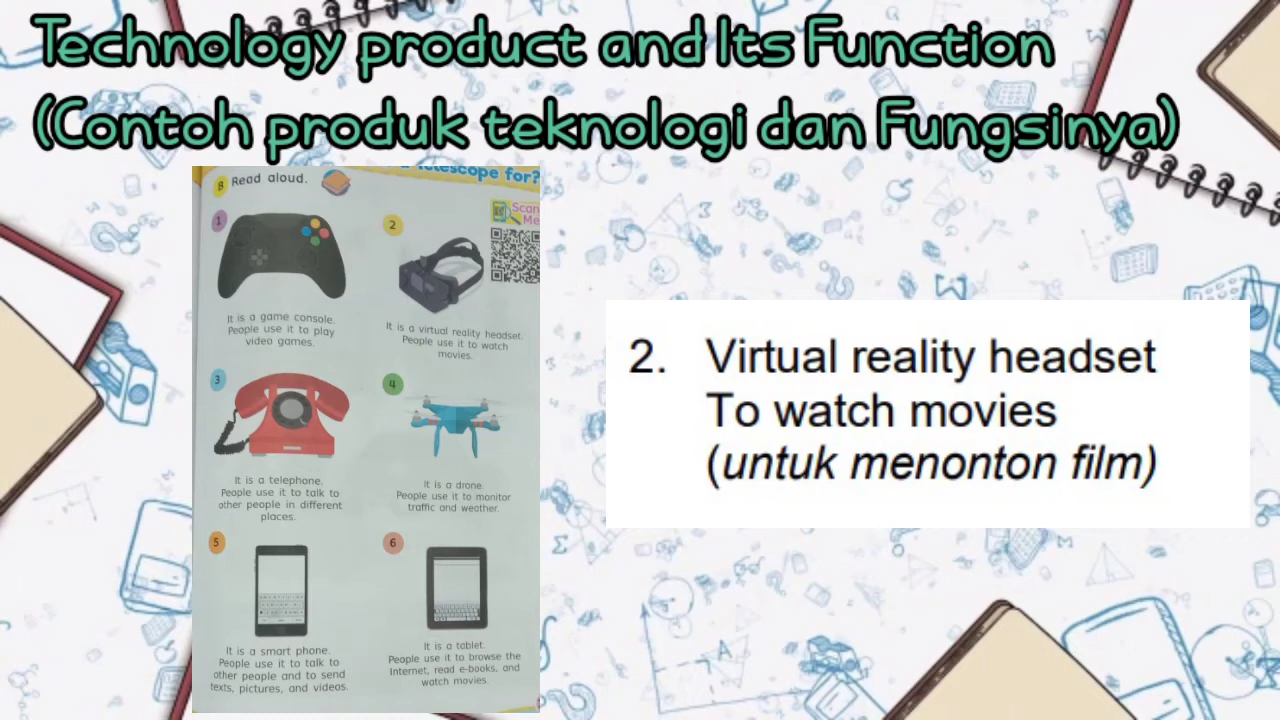 Technology product and Its Function
(Contoh produk teknologi dan Fungsinya)
telescope for?
B Read aloud.
Scan
Me
1
It is a game console.
People use it to play
video games.
2
It is a virtual reality headset.
People use it to watch
movies.
3
It is a telephone.
People use it to talk to
other people in different
places.
4
It is a drone.
People use it to monitor
traffic and weather.
5
It is a smart phone.
People use it to talk to
other people and to send
texts, pictures, and videos.
6
It is a tablet.
People use it to browse the
Internet, read e-books, and
watch movies.
2. Virtual reality headset
To watch movies
(untuk menonton film)